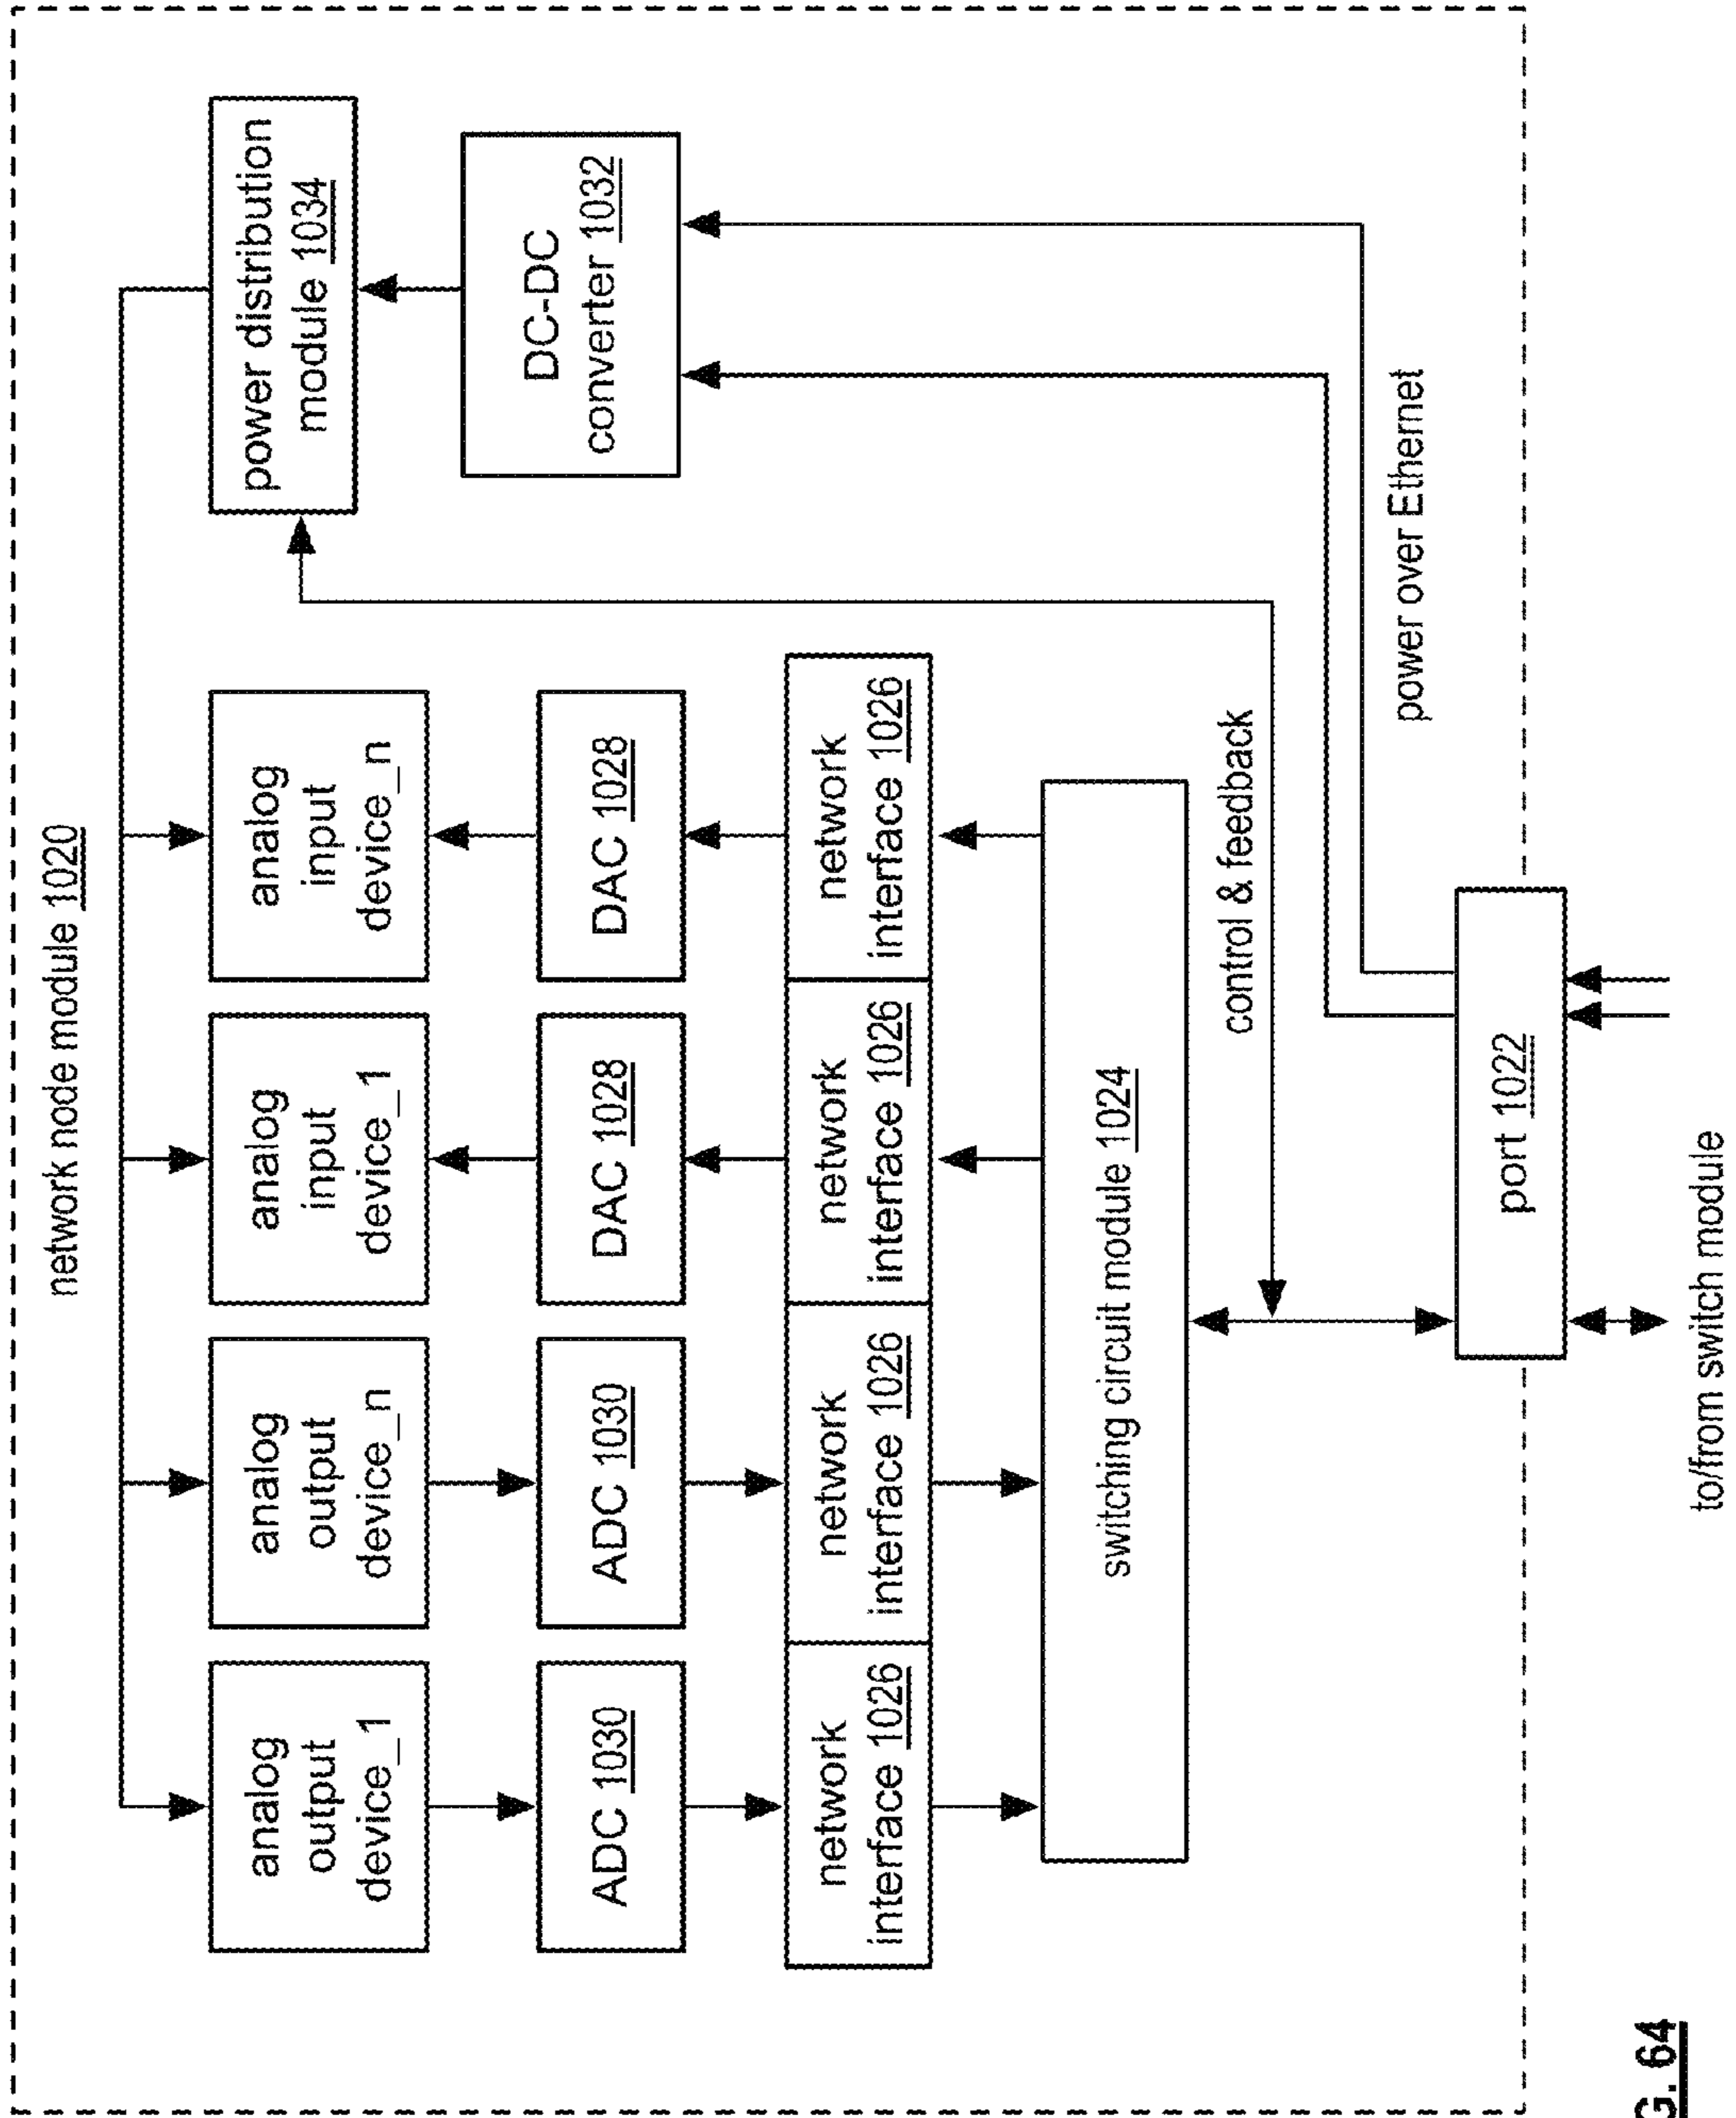 network node module 1020
analog
output
device_1
analog
output
device_n
analog
input
device_1
analog
input
device_n
power distribution
module 1034
ADC 1030
ADC 1030
DAC 1028
DAC 1028
DC-DC
converter 1032
network
interface 1026
network
interface 1026
network
interface 1026
network
interface 1026
switching circuit module 1024
control & feedback
power over Ethernet
port 1022
to/from switch module
G. 64